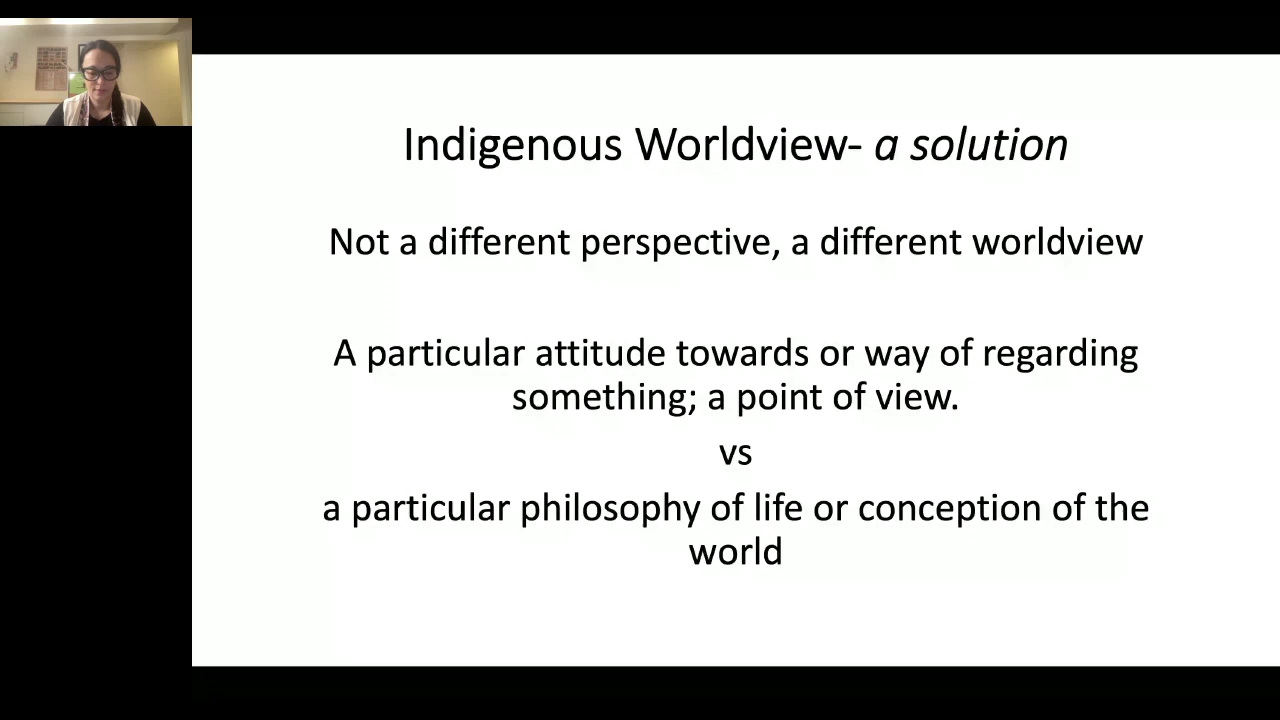 Indigenous Worldview- a solution
Not a different perspective, a different worldview
A particular attitude towards or way of regarding
something; a point of view.
vs
a particular philosophy of life or conception of the
world